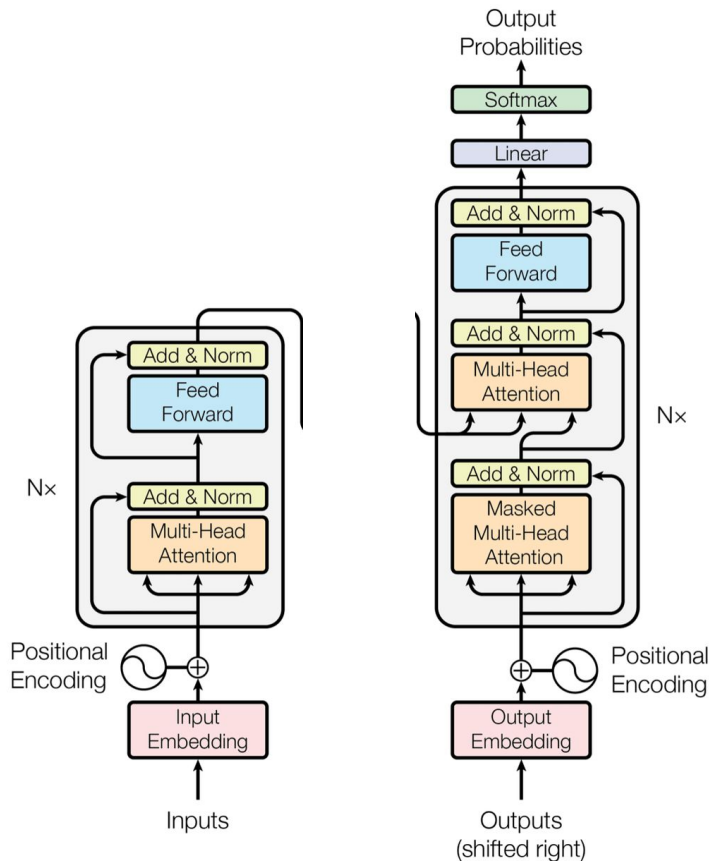 Output
Probabilities
Softmax
Linear
Add & Norm
Feed
Forward
Add & Norm
Multi-Head
Attention
Add & Norm
Masked
Multi-Head
Attention
N×
Positional
Encoding
Output
Embedding
Outputs
(shifted right)
Add & Norm
Feed
Forward
Add & Norm
Multi-Head
Attention
N×
Positional
Encoding
Input
Embedding
Inputs